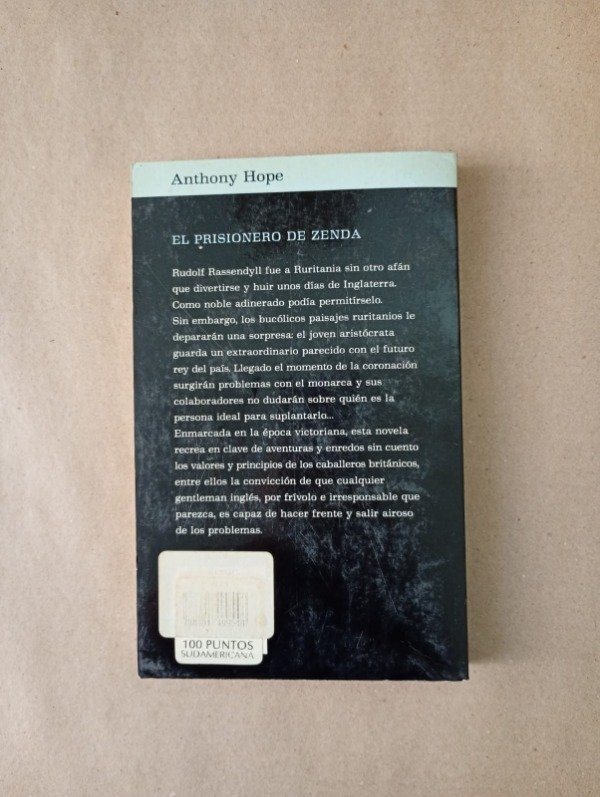 Anthony Hope
EL PRISIONERO DE ZENDA
Rudolf Rassendyll fue a Ruritania sin otro afán
que divertirse y huir unos días de Inglaterra.
Como noble adinerado podía permitírselo.
Sin embargo, los bucólicos paisajes ruritanios le
depararán una sorpresa: el joven aristócrata
guarda un extraordinario parecido con el futuro
rey del país. Llegado el momento de la coronación
surgirán problemas con el monarca y sus
colaboradores no dudarán sobre quién es la
persona ideal para suplantarlo...
Enmarcada en la época victoriana, esta novela
recrea en clave de aventuras y enredos sin cuento
los valores y principios de los caballeros británicos,
entre ellos la convicción de que cualquier
gentleman inglés, por frívolo e irresponsable que
parezca, es capaz de hacer frente y salir airoso
de los problemas.
100 PUNTOS
SUDAMERICANA